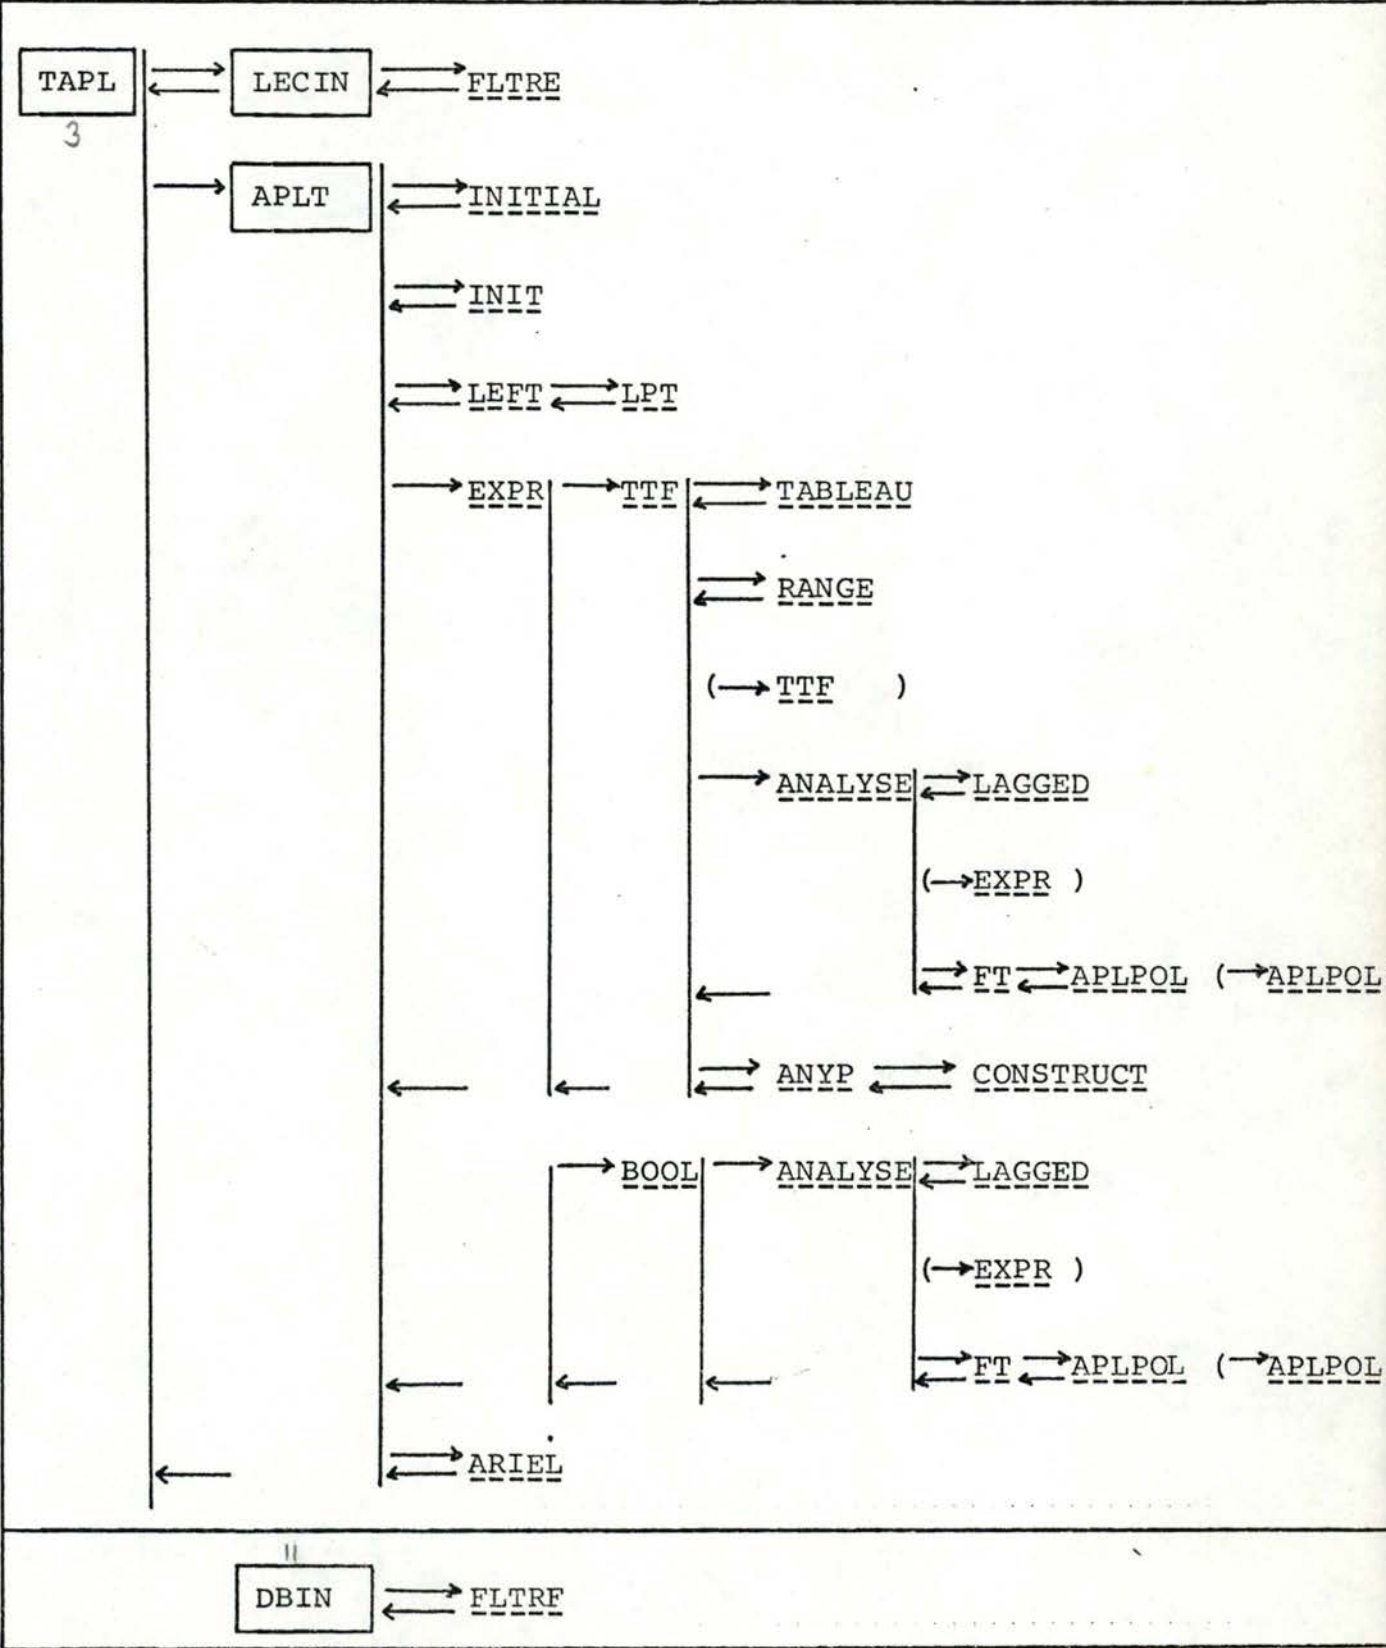 TAPL LECIN FLTRE
3
APLT INITIAL
INIT
LEFT LPT
EXPR TTF TABLEAU
RANGE
(→ TTF )
ANALYSE LAGGED
(→ EXPR )
FT APLPOL (→ APLPOL
ANYP CONSTRUCT
BOOL ANALYSE LAGGED
(→ EXPR )
FT APLPOL (→ APLPOL
ARIEL
11
DBIN FLTRF